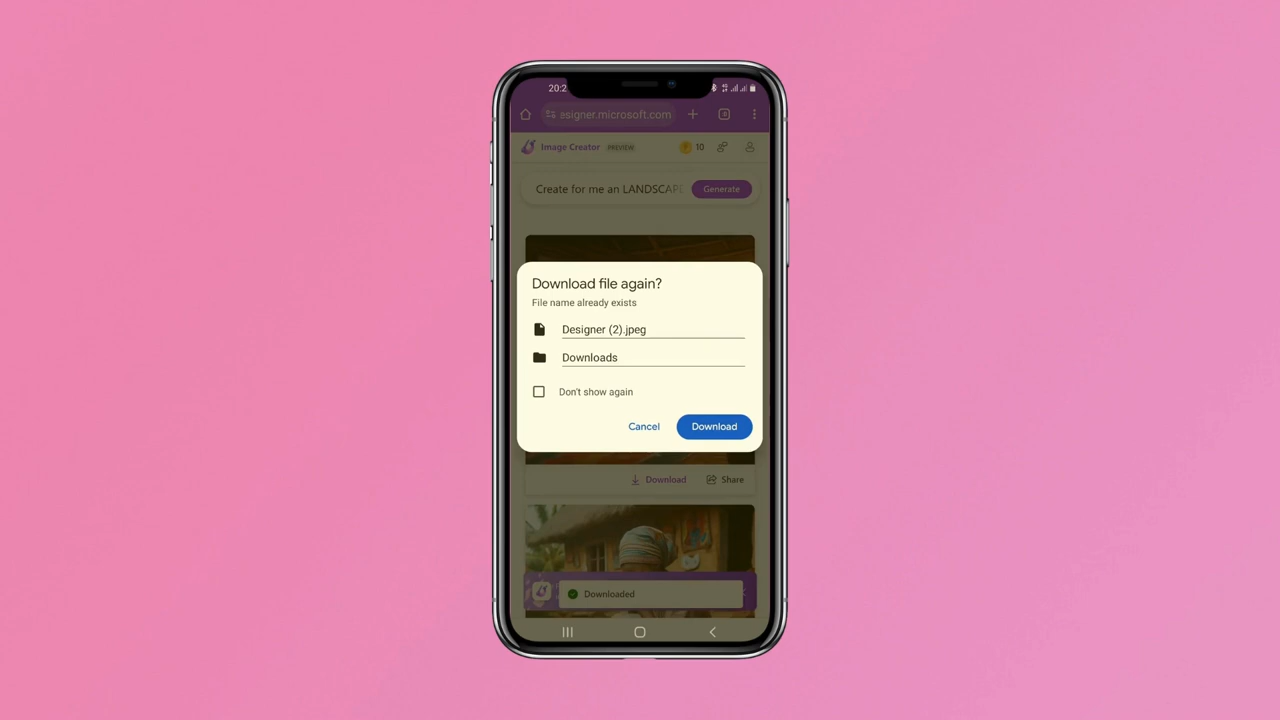 20:2
esigner.microsoft.com
Image Creator PREVIEW 10
Create for me an LANDSCAPE Generate
Download file again?
File name already exists
Designer (2).jpeg
Downloads
Don't show again
Cancel Download
Download Share
Downloaded